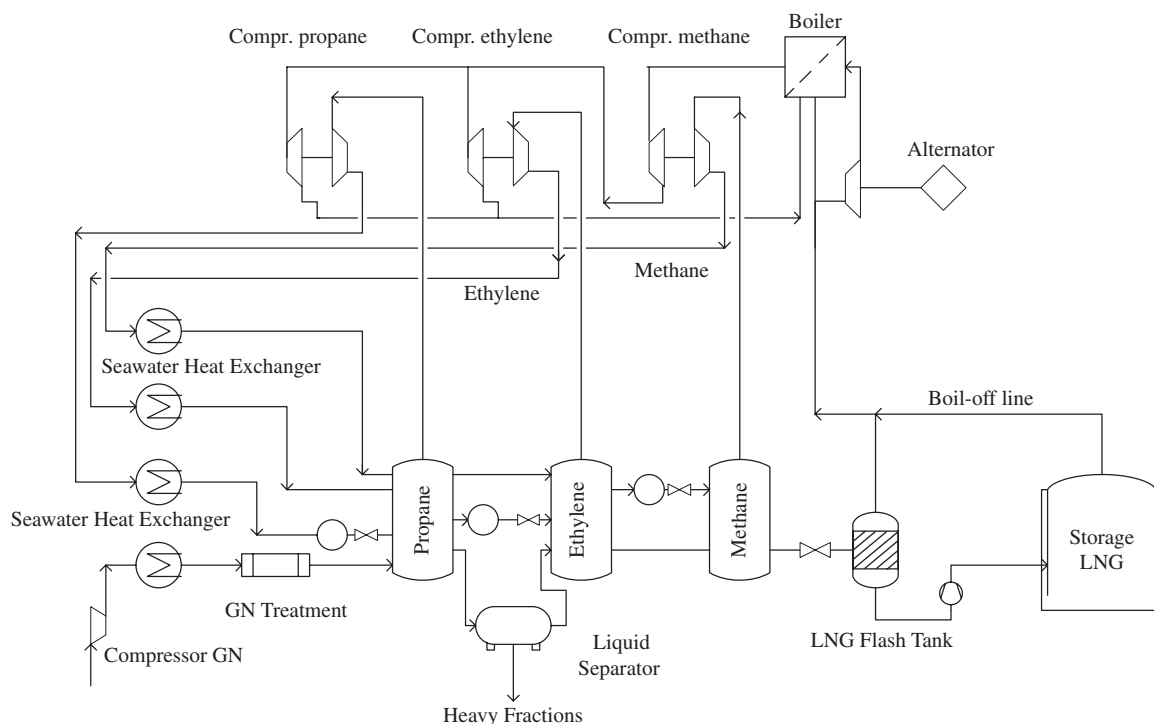 Boiler
Compr. propane
Compr. ethylene
Compr. methane
Alternator
Methane
Ethylene
Seawater Heat Exchanger
Boil-off line
Seawater Heat Exchanger
Propane
Ethylene
Methane
Storage
LNG
GN Treatment
Compressor GN
Liquid
Separator
LNG Flash Tank
Heavy Fractions